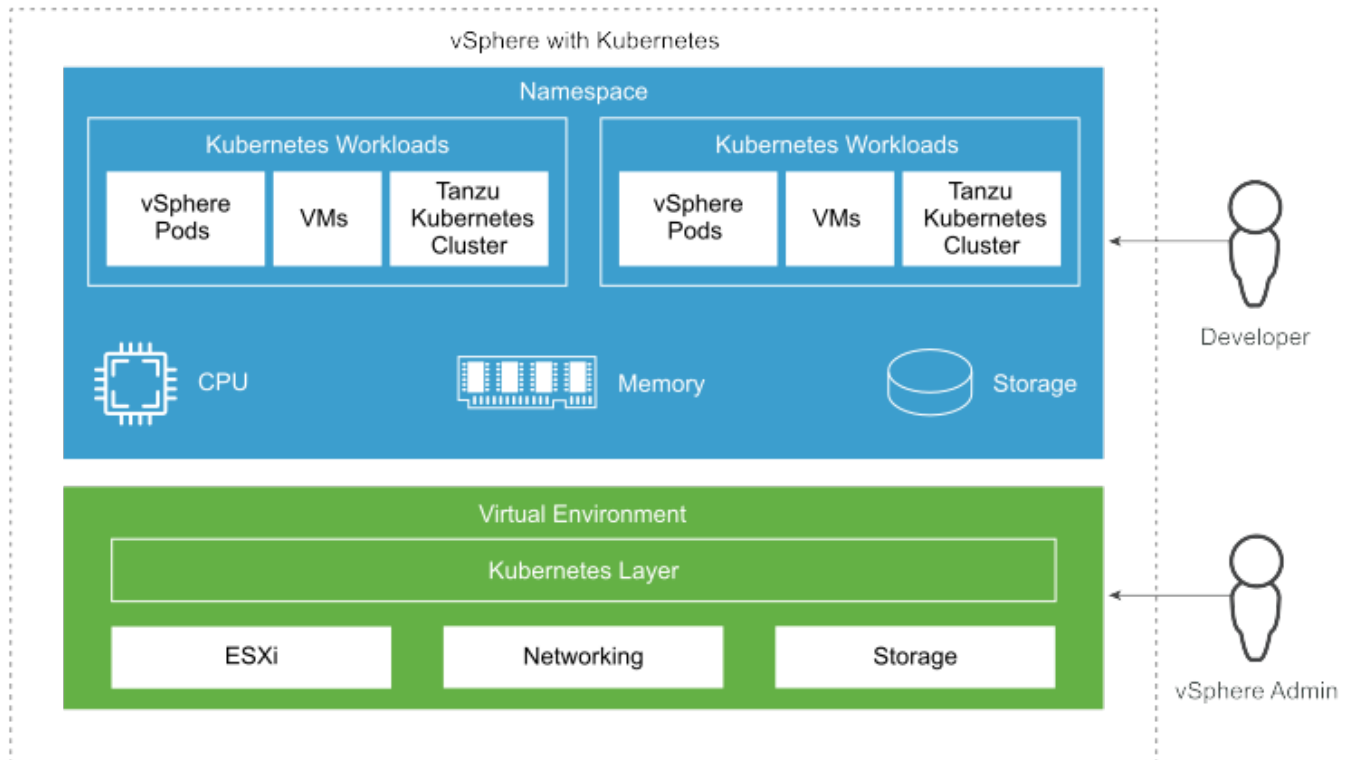 vSphere with Kubernetes
Namespace
Kubernetes Workloads
vSphere
Pods
VMs
Tanzu
Kubernetes
Cluster
Kubernetes Workloads
vSphere
Pods
VMs
Tanzu
Kubernetes
Cluster
Developer
CPU
Memory
Storage
Virtual Environment
Kubernetes Layer
ESXi
Networking
Storage
vSphere Admin